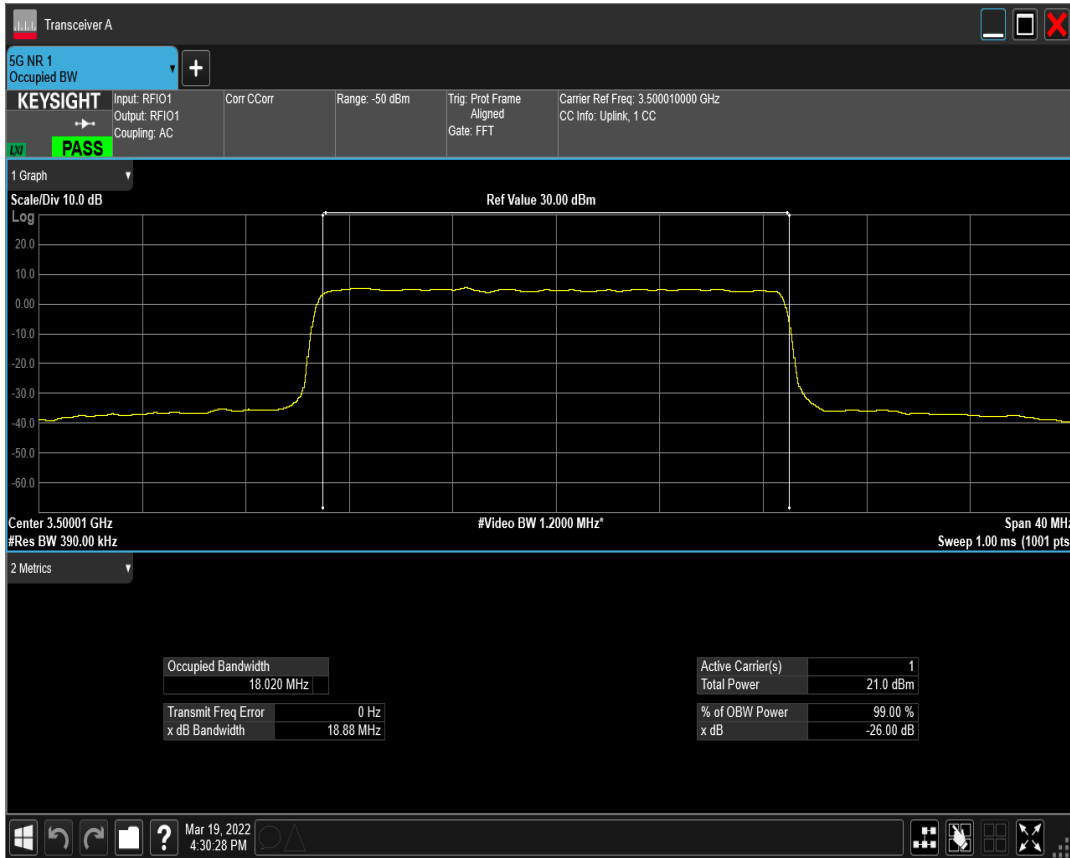 Transceiver A
5G NR 1
Occupied BW
+
KEYSIGHT
LXI
PASS
Input: RFIO1
Output: RFIO1
Coupling: AC
Corr CCorr
Range: -50 dBm
Trig: Prot Frame
Aligned
Gate: FFT
Carrier Ref Freq: 3.500010000 GHz
CC Info: Uplink, 1 CC
1 Graph
Scale/Div 10.0 dB
Ref Value 30.00 dBm
Log
20.0
10.0
0.00
-10.0
-20.0
-30.0
-40.0
-50.0
-60.0
Center 3.50001 GHz
#Video BW 1.2000 MHz*
Span 40 MHz
#Res BW 390.00 kHz
Sweep 1.00 ms (1001 pts
2 Metrics
Occupied Bandwidth
18.020 MHz
Transmit Freq Error 0 Hz
x dB Bandwidth 18.88 MHz
Active Carrier(s) 1
Total Power 21.0 dBm
% of OBW Power 99.00 %
x dB -26.00 dB
?
Mar 19, 2022
4:30:28 PM